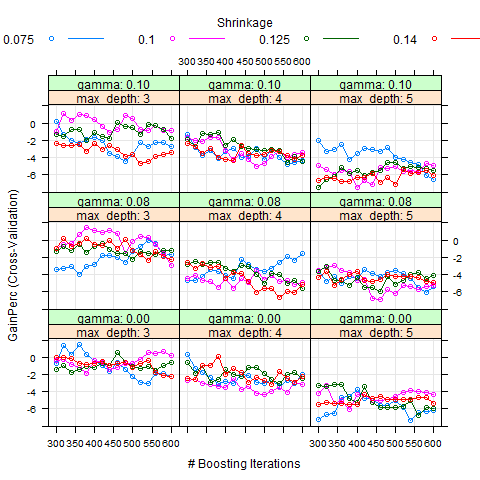 Shrinkage
0.075 0.1 0.125 0.14
300 350 400 450 500 550 600
gamma: 0.10 gamma: 0.10 gamma: 0.10
max_depth: 3 max_depth: 4 max_depth: 5
0
-2
-4
-6
gamma: 0.08 gamma: 0.08 gamma: 0.08
max_depth: 3 max_depth: 4 max_depth: 5
0
-2
-4
-6
gamma: 0.00 gamma: 0.00 gamma: 0.00
max_depth: 3 max_depth: 4 max_depth: 5
0
-2
-4
-6
300 350 400 450 500 550 600 300 350 400 450 500 550 600
# Boosting Iterations
GainPerc (Cross-Validation)